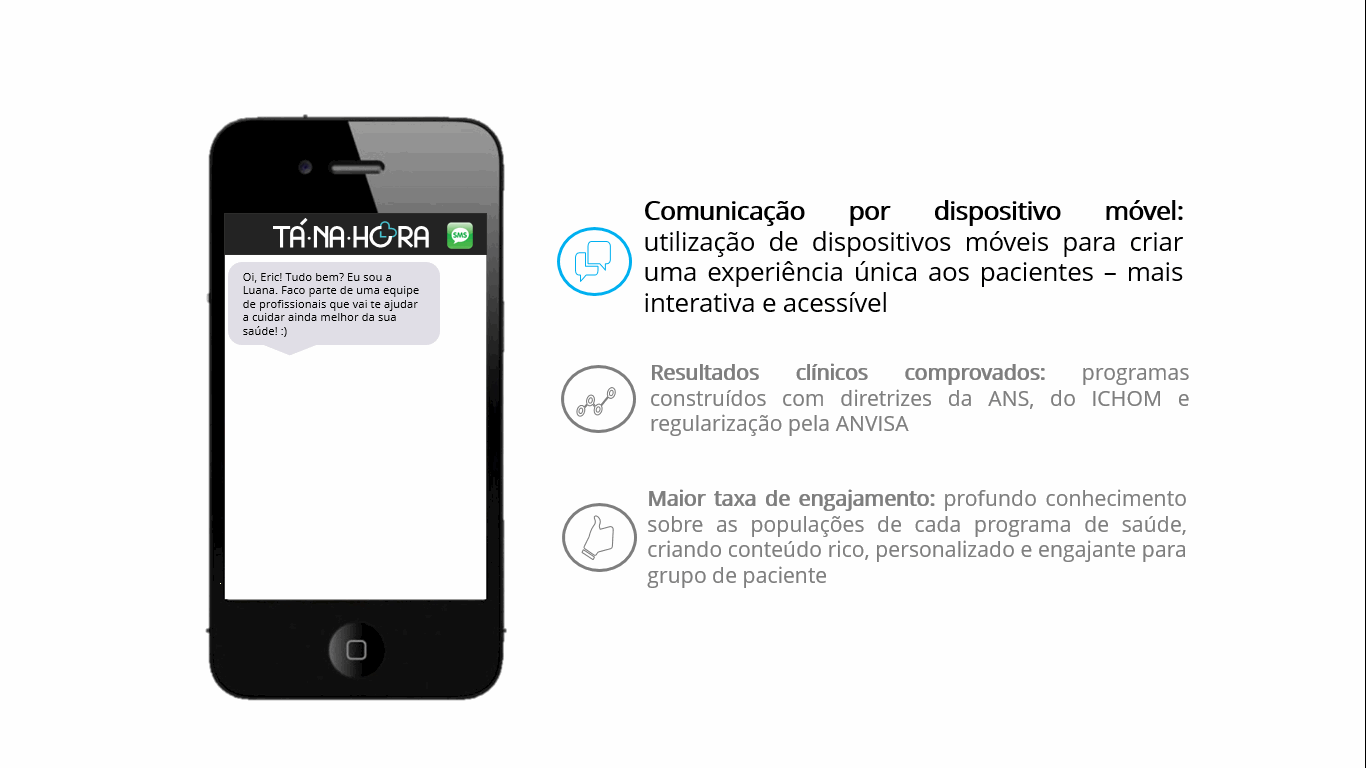 TÁ·NA·HORA
SMS
Oi, Eric! Tudo bem? Eu sou a
Luana. Faco parte de uma equipe
de profissionais que vai te ajudar
a cuidar ainda melhor da sua
saúde! :)
Comunicação por dispositivo móvel:
utilização de dispositivos móveis para criar
uma experiência única aos pacientes – mais
interativa e acessível
Resultados clínicos comprovados: programas
construídos com diretrizes da ANS, do ICHOM e
regularização pela ANVISA
Maior taxa de engajamento: profundo conhecimento
sobre as populações de cada programa de saúde,
criando conteúdo rico, personalizado e engajante para
grupo de paciente